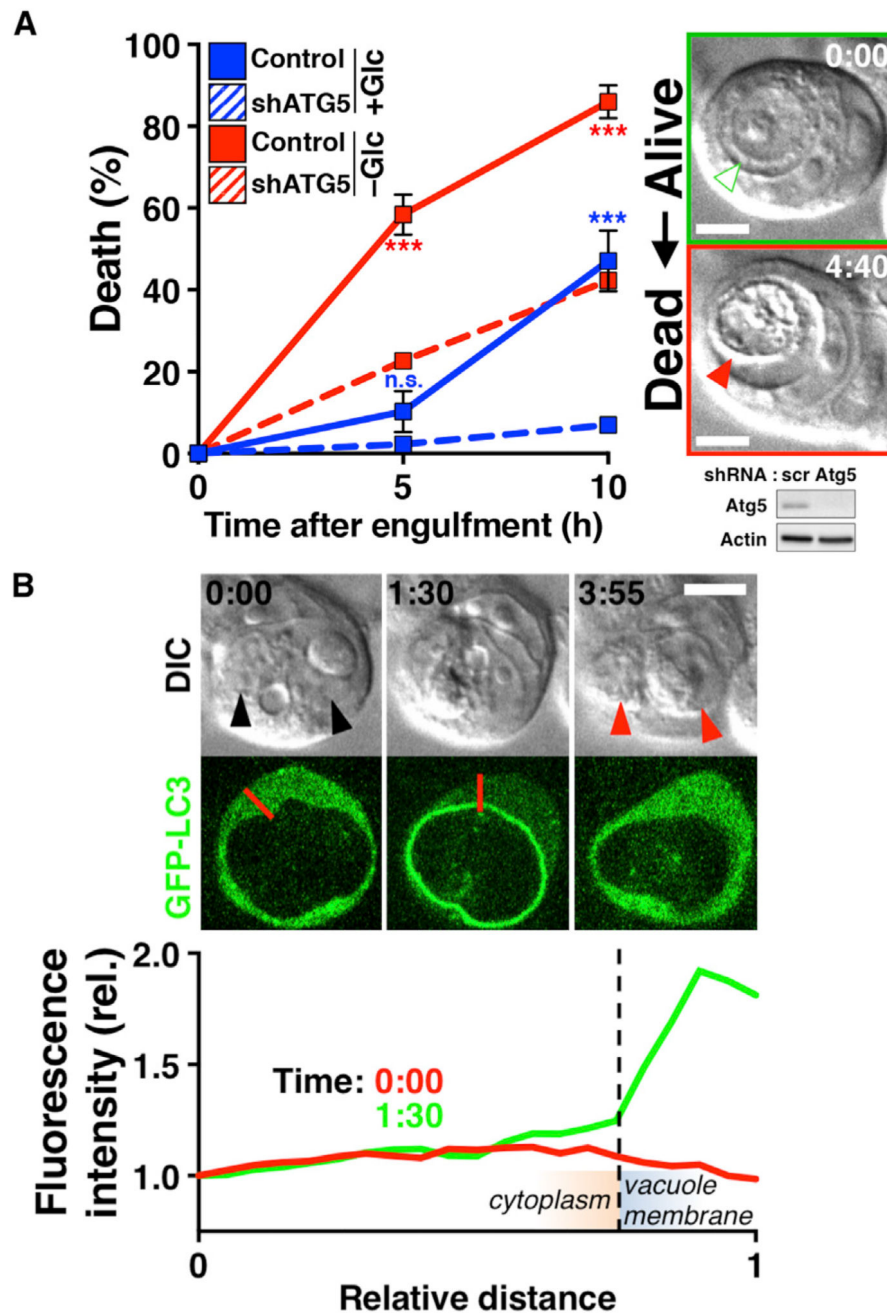 A
100
80
60
40
20
0
Death (%)
Control
shATG5
+Glc
Control
shATG5
–Glc
***
***
***
n.s.
0
5
10
Time after engulfment (h)
0:00
Alive
4:40
Dead
shRNA : scr Atg5
Atg5
Actin
B
DIC
0:00
1:30
3:55
GFP-LC3
Fluorescence
intensity (rel.)
2.0
1.5
1.0
Time: 0:00
1:30
cytoplasm
vacuole
membrane
0
1
Relative distance